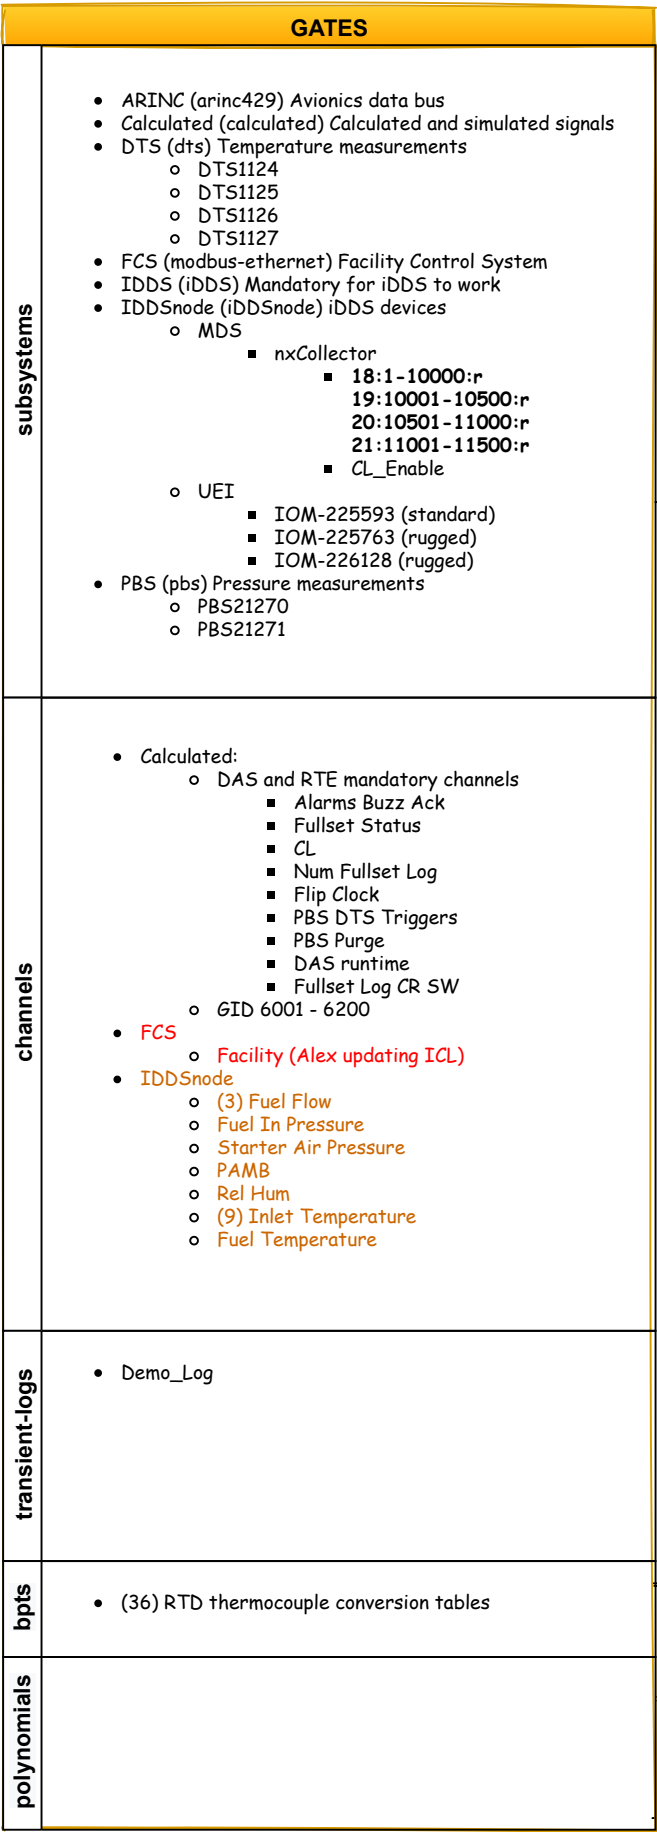 GATES
subsystems
ARINC (arinc429) Avionics data bus
Calculated (calculated) Calculated and simulated signals
DTS (dts) Temperature measurements
DTS1124
DTS1125
DTS1126
DTS1127
FCS (modbus-ethernet) Facility Control System
IDDS (iDDS) Mandatory for iDDS to work
IDDSnode (iDDSnode) iDDS devices
MDS
nxCollector
18:1-10000:r
19:10001-10500:r
20:10501-11000:r
21:11001-11500:r
CL_Enable
UEI
IOM-225593 (standard)
IOM-225763 (rugged)
IOM-226128 (rugged)
PBS (pbs) Pressure measurements
PBS21270
PBS21271
channels
Calculated:
DAS and RTE mandatory channels
Alarms Buzz Ack
Fullset Status
CL
Num Fullset Log
Flip Clock
PBS DTS Triggers
PBS Purge
DAS runtime
Fullset Log CR SW
GID 6001 - 6200
FCS
Facility (Alex updating ICL)
IDDSnode
(3) Fuel Flow
Fuel In Pressure
Starter Air Pressure
PAMB
Rel Hum
(9) Inlet Temperature
Fuel Temperature
transient-logs
Demo_Log
bpts
(36) RTD thermocouple conversion tables
polynomials